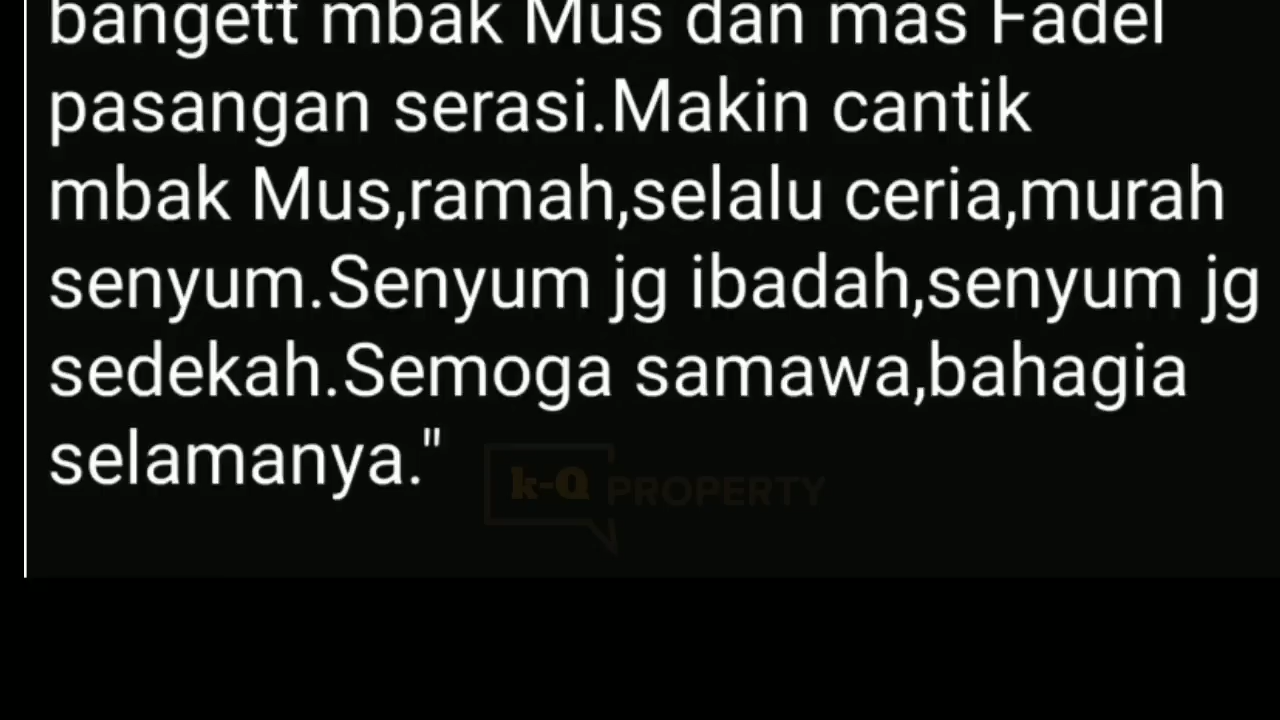 bangett mbak Mus dan mas Fadel
pasangan serasi.Makin cantik
mbak Mus,ramah,selalu ceria,murah
senyum.Senyum jg ibadah,senyum jg
sedekah.Semoga samawa,bahagia
selamanya."
k-Q PROPERTY